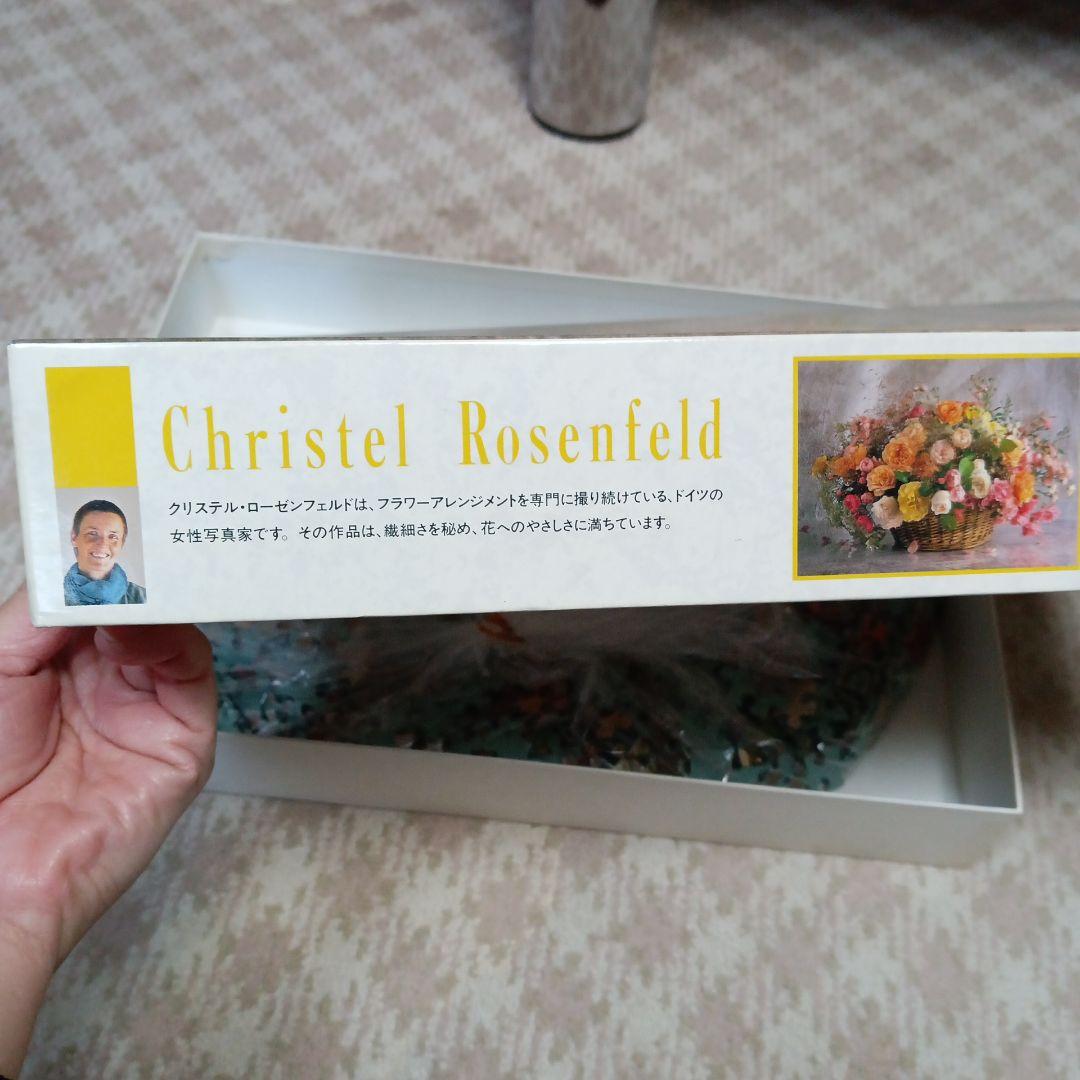 Christel Rosenfeld
クリステル・ローゼンフェルドは、フラワーアレンジメントを専門に撮り続けている、ドイツの
女性写真家です。その作品は、繊細さを秘め、花へのやさしさに満ちています。